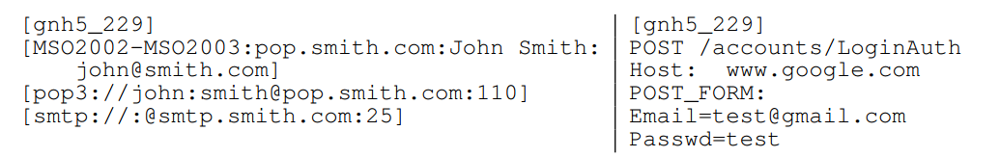 [gnh5_229]
[MSO2002-MSO2003:pop.smith.com:John Smith:
john@smith.com]
[pop3://john:smith@pop.smith.com:110]
[smtp://:@smtp.smith.com:25]
[gnh5_229]
POST /accounts/LoginAuth
Host:  www.google.com
POST_FORM:
Email=test@gmail.com
Passwd=test